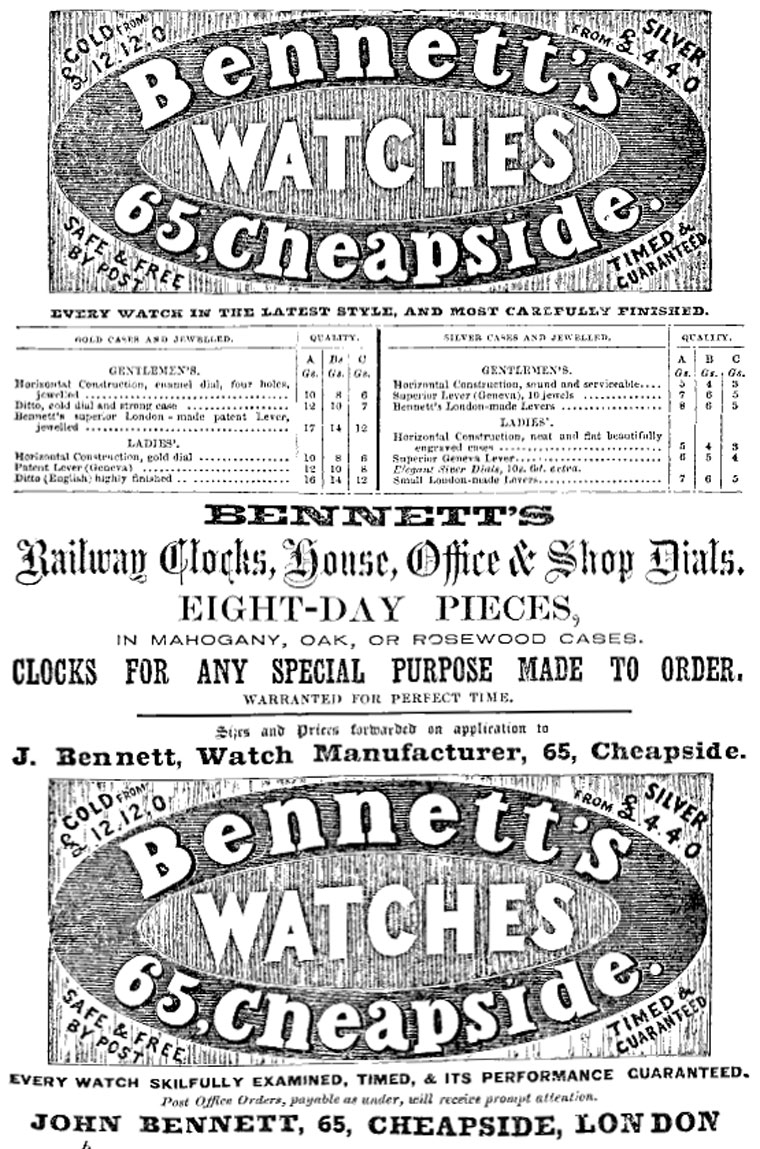 GOLD FROM
£12.12.0
SILVER
FROM £4.4.0
Bennett's
WATCHES
65, Cheapside.
SAFE & FREE
BY POST
TIMED &
GUARANTEED
EVERY WATCH IN THE LATEST STYLE, AND MOST CAREFULLY FINISHED.
GOLD CASES AND JEWELLED. QUALITY.
A B C
GENTLEMEN'S. Gs. Gs. Gs.
Horizontal Construction, enamel dial, four holes,
jewelled 10 8 6
Ditto, gold dial and strong case 12 10 7
Bennett's superior London-made patent Lever,
jewelled 17 14 12
LADIES'.
Horizontal Construction, gold dial 10 8 6
Patent Lever (Geneva) 12 10 8
Ditto (English) highly finished 16 14 12
SILVER CASES AND JEWELLED. QUALITY.
A B C
GENTLEMEN'S. Gs. Gs. Gs.
Horizontal Construction, sound and serviceable.... 5 4 3
Superior Lever (Geneva), 10 jewels 7 6 5
Bennett's London-made Levers 8 6 5
LADIES'.
Horizontal Construction, neat and flat beautifully
engraved cases 5 4 3
Superior Geneva Lever 6 5 4
Elegant Silver Dials, 10s. 6d. extra.
Small London-made Levers 7 6 5
BENNETT'S
Railway Clocks, House, Office & Shop Dials.
EIGHT-DAY PIECES,
IN MAHOGANY, OAK, OR ROSEWOOD CASES.
CLOCKS FOR ANY SPECIAL PURPOSE MADE TO ORDER.
WARRANTED FOR PERFECT TIME.
Sizes and Prices forwarded on application to
J. Bennett, Watch Manufacturer, 65, Cheapside.
GOLD FROM
£12.12.0
SILVER
FROM £4.4.0
Bennett's
WATCHES
65, Cheapside.
SAFE & FREE
BY POST
TIMED &
GUARANTEED
EVERY WATCH SKILFULLY EXAMINED, TIMED, & ITS PERFORMANCE GUARANTEED.
Post Office Orders, payable as under, will receive prompt attention.
JOHN BENNETT, 65, CHEAPSIDE, LONDON
b